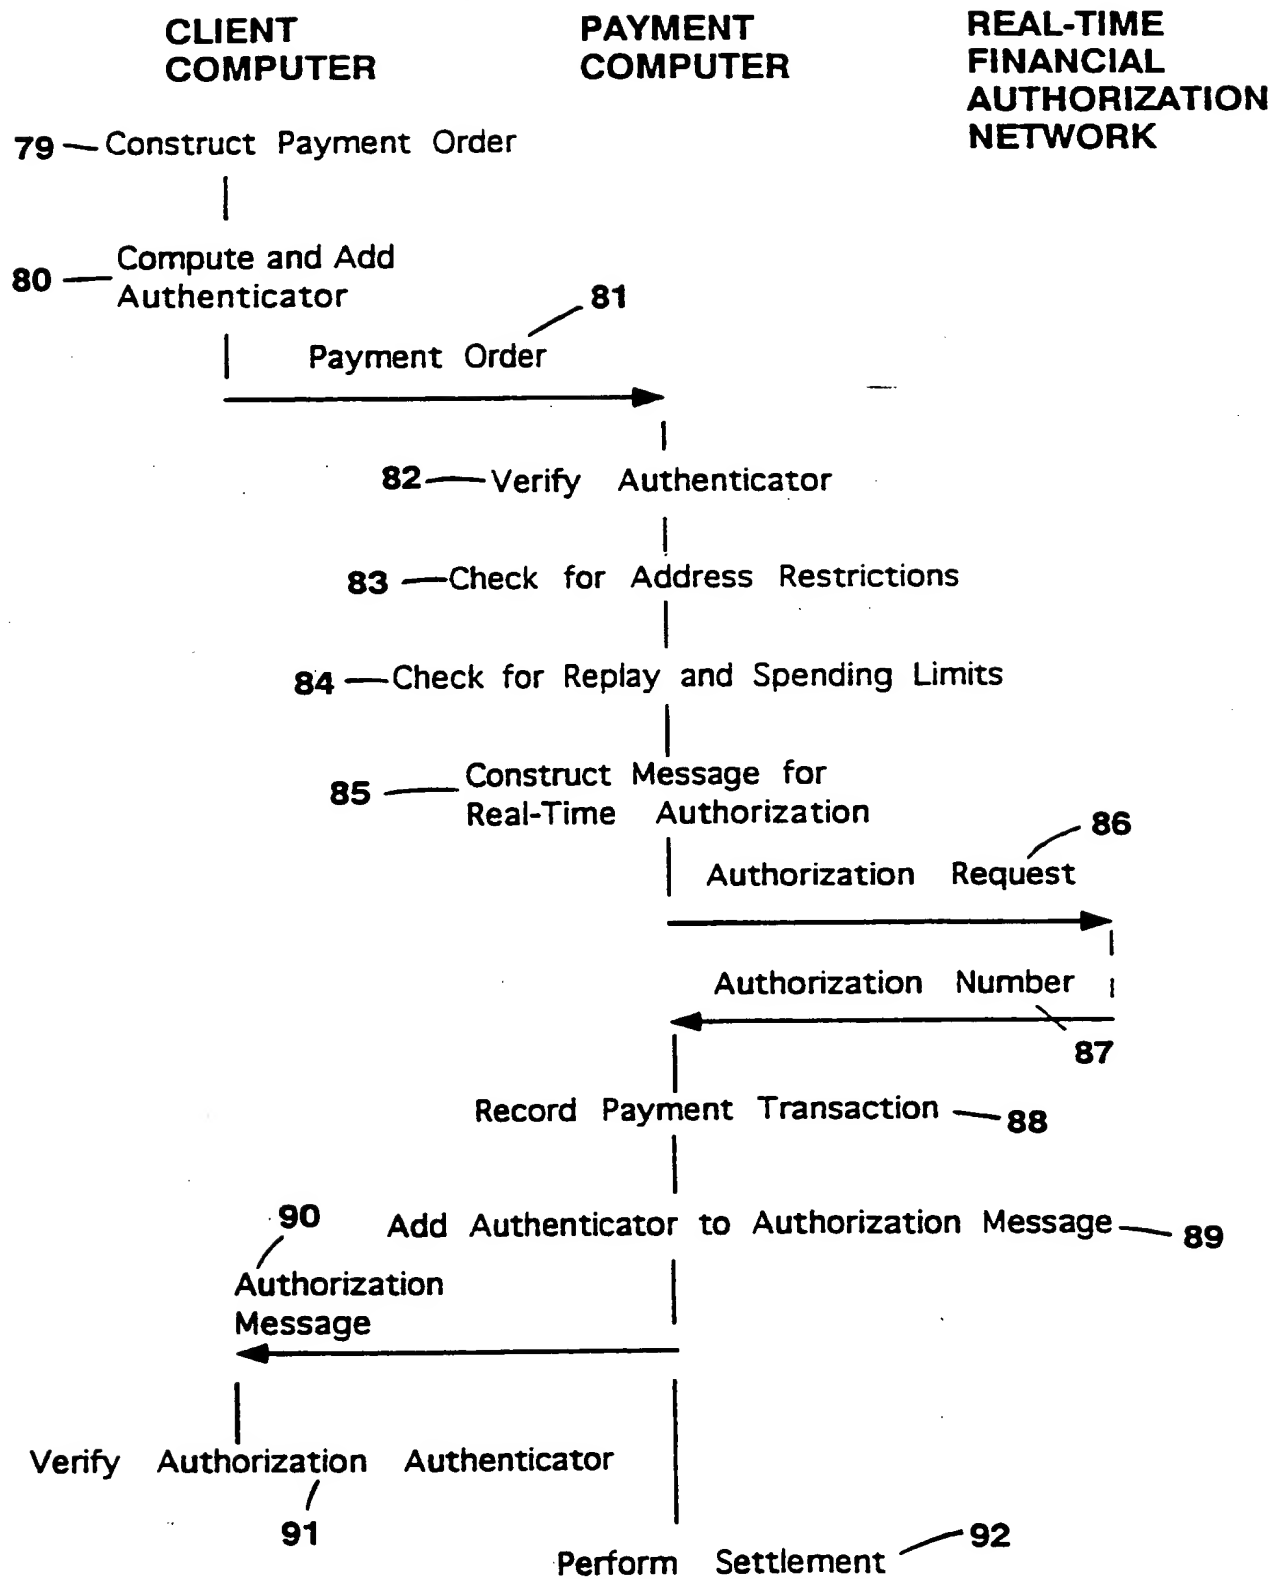 CLIENT
COMPUTER
PAYMENT
COMPUTER
REAL-TIME
FINANCIAL
AUTHORIZATION
NETWORK
79 Construct Payment Order
80 Compute and Add
Authenticator
81
Payment Order
82 Verify Authenticator
83 Check for Address Restrictions
84 Check for Replay and Spending Limits
85 Construct Message for
Real-Time Authorization
86
Authorization Request
Authorization Number
87
Record Payment Transaction 88
90
Add Authenticator to Authorization Message 89
Authorization
Message
Verify Authorization Authenticator
91
92
Perform Settlement